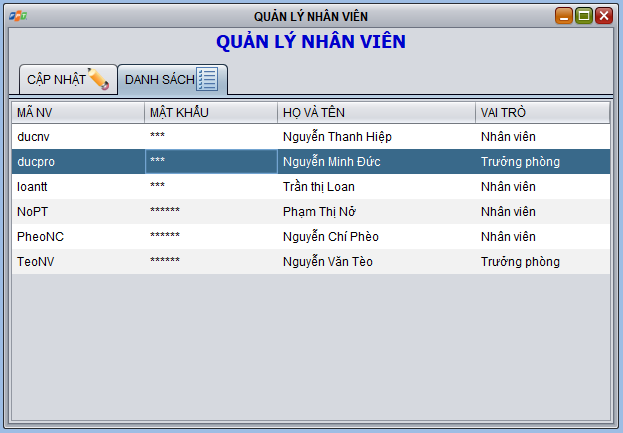 QUẢN LÝ NHÂN VIÊN
QUẢN LÝ NHÂN VIÊN
CẬP NHẬT DANH SÁCH
MÃ NV MẬT KHẨU HỌ VÀ TÊN VAI TRÒ
ducnv *** Nguyễn Thanh Hiệp Nhân viên
ducpro *** Nguyễn Minh Đức Trưởng phòng
loantt *** Trần thị Loan Nhân viên
NoPT ****** Phạm Thị Nở Nhân viên
PheoNC ****** Nguyễn Chí Phèo Nhân viên
TeoNV ****** Nguyễn Văn Tèo Trưởng phòng